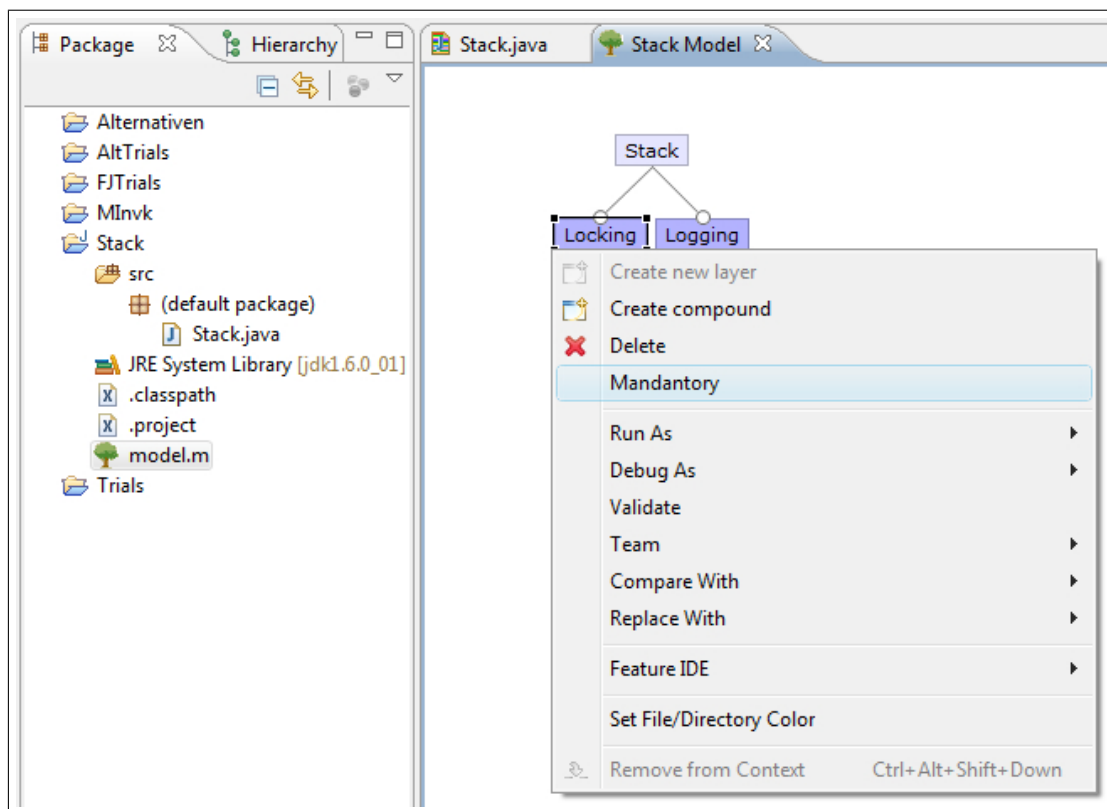 Package
Hierarchy
Stack.java
Stack Model
Alternativen
AltTrials
FJTrials
MInvk
Stack
src
(default package)
Stack.java
JRE System Library [jdk1.6.0_01]
.classpath
.project
model.m
Trials
Stack
Locking
Logging
Create new layer
Create compound
Delete
Mandantory
Run As
Debug As
Validate
Team
Compare With
Replace With
Feature IDE
Set File/Directory Color
Remove from Context Ctrl+Alt+Shift+Down